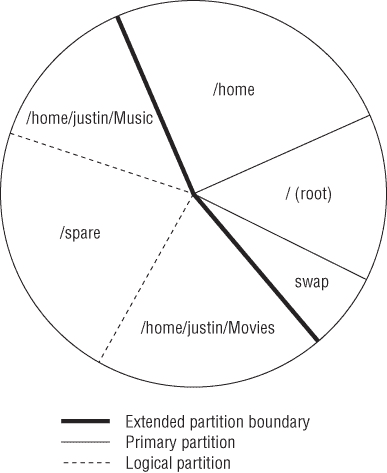 /home
/home/justin/Music
/ (root)
/spare
swap
/home/justin/Movies
Extended partition boundary
Primary partition
Logical partition